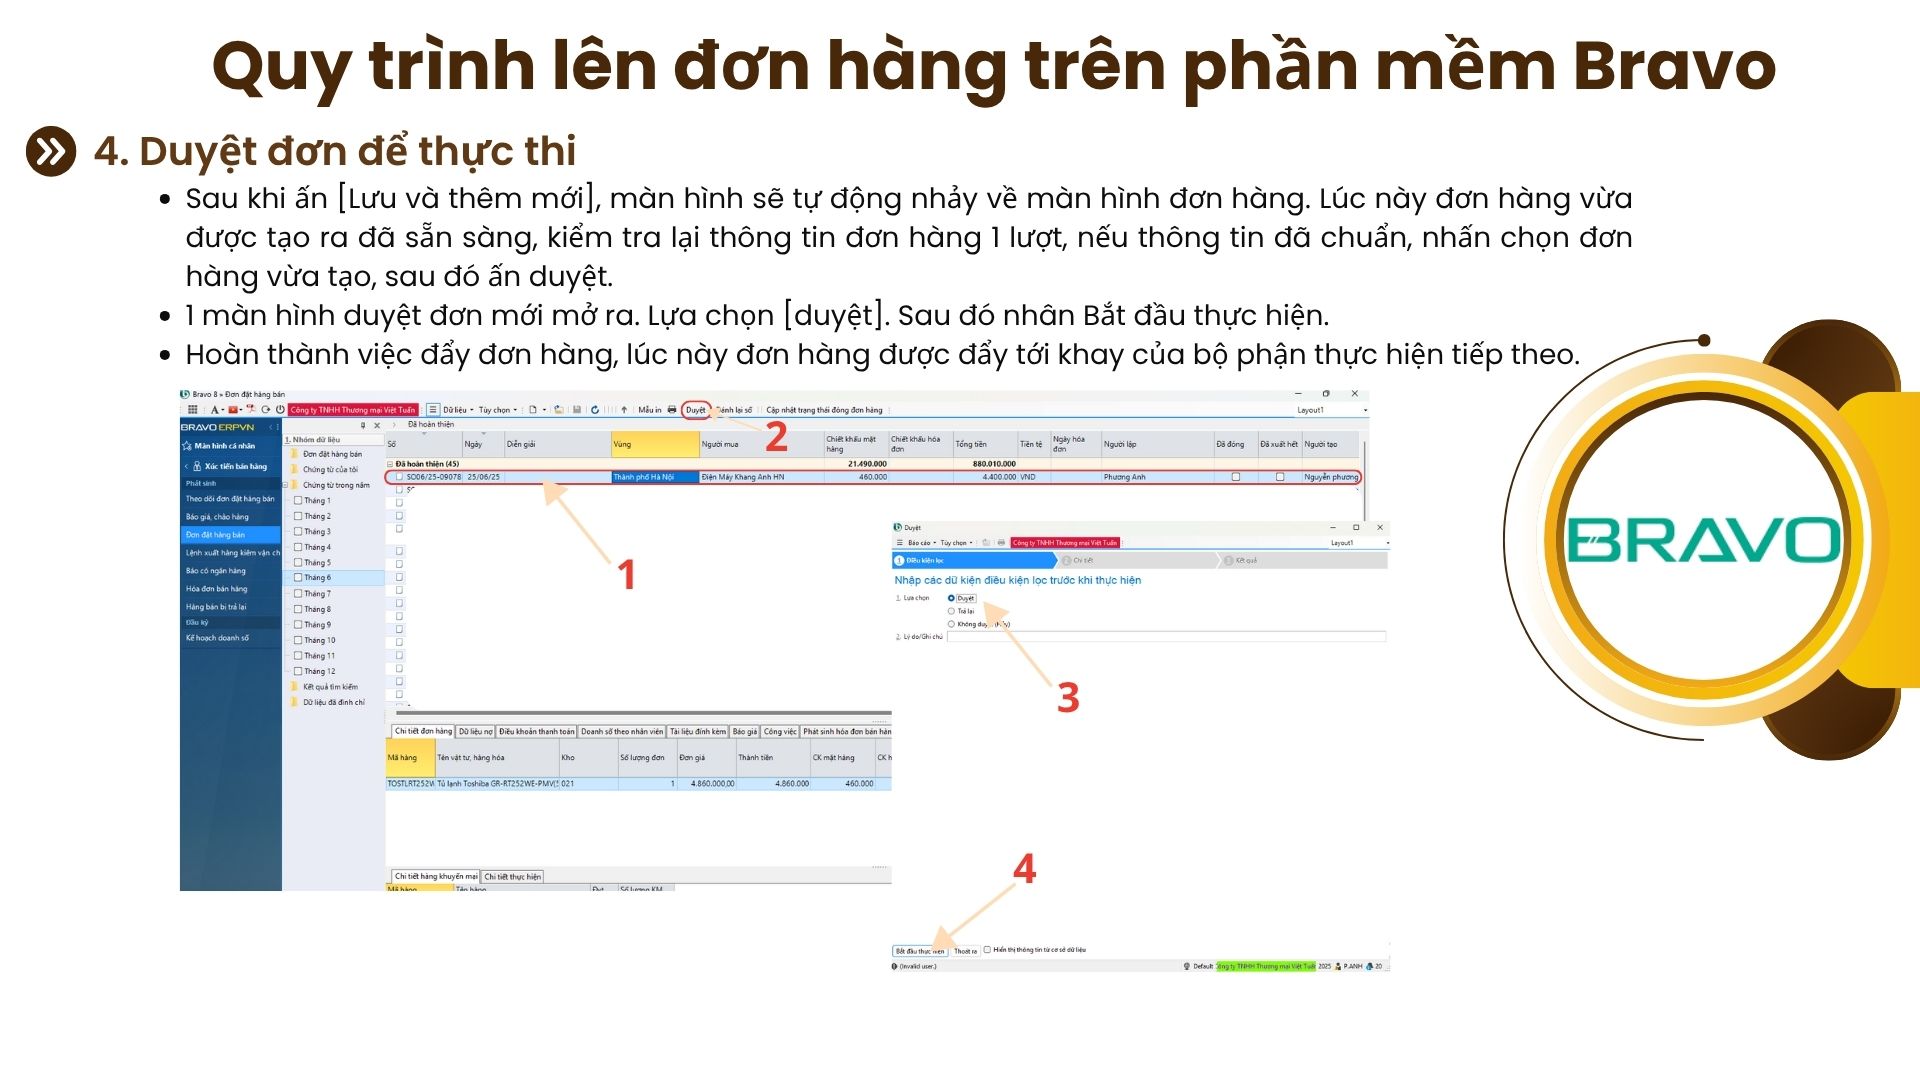 Quy trình lên đơn hàng trên phần mềm Bravo
4. Duyệt đơn để thực thi
Sau khi ấn [Lưu và thêm mới], màn hình sẽ tự động nhảy về màn hình đơn hàng. Lúc này đơn hàng vừa
được tạo ra đã sẵn sàng, kiểm tra lại thông tin đơn hàng 1 lượt, nếu thông tin đã chuẩn, nhấn chọn đơn
hàng vừa tạo, sau đó ấn duyệt.
1 màn hình duyệt đơn mới mở ra. Lựa chọn [duyệt]. Sau đó nhân Bắt đầu thực hiện.
Hoàn thành việc đẩy đơn hàng, lúc này đơn hàng được đẩy tới khay của bộ phận thực hiện tiếp theo.
Bravo 8 » Đơn đặt hàng bán
Công ty TNHH Thương mại Việt Tuấn Dữ liệu Tùy chọn Mẫu in Duyệt Đánh lại số Cập nhật trạng thái đóng đơn hàng Layout1
2
BRAVO ERPVN
Màn hình cá nhân
Xúc tiến bán hàng
Phát sinh
Theo dõi đơn đặt hàng bán
Báo giá, chào hàng
Đơn đặt hàng bán
Lệnh xuất hàng kiêm vận ch
Báo có ngân hàng
Hóa đơn bán hàng
Hàng bán bị trả lại
Đầu kỳ
Kế hoạch doanh số
1. Nhóm dữ liệu
Đơn đặt hàng bán
Chứng từ của tôi
Chứng từ trong năm
Tháng 1
Tháng 2
Tháng 3
Tháng 4
Tháng 5
Tháng 6
Tháng 7
Tháng 8
Tháng 9
Tháng 10
Tháng 11
Tháng 12
Kết quả tìm kiếm
Dữ liệu đã đình chỉ
Đã hoàn thiện
Số Ngày Diễn giải Vùng Người mua Chiết khấu mặt hàng Chiết khấu hóa đơn Tổng tiền Tiền tệ Ngày hóa đơn Người lập Đã đóng Đã xuất hết Người tạo
Đã hoàn thiện (45) 21.490.000 880.010.000
SO06/25-09078 25/06/25 Thành phố Hà Nội Điện Máy Khang Anh HN 460.000 4.400.000 VND Phương Anh Nguyễn phương
1
Chi tiết đơn hàng Dữ liệu nợ Điều khoản thanh toán Doanh số theo nhân viên Tài liệu đính kèm Báo giá Công việc Phát sinh hóa đơn bán hàn
Mã hàng Tên vật tư, hàng hóa Kho Số lượng đơn Đơn giá Thành tiền CK mặt hàng CK h
TOSTLRT252W Tủ lạnh Toshiba GR-RT252WE-PMV(5 021 1 4.860.000,00 4.860.000 460.000
Chi tiết hàng khuyến mại Chi tiết thực hiện
Mã hàng Tên hàng Đvt Số lượng KM
Duyệt
Báo cáo Tùy chọn Công ty TNHH Thương mại Việt Tuấn Layout1
1 Điều kiện lọc 2 Chi tiết 3 Kết quả
Nhập các dữ kiện điều kiện lọc trước khi thực hiện
1. Lựa chọn Duyệt
Trả lại
Không duyệt (Hủy)
2. Lý do/Ghi chú
3
4
Bắt đầu thực hiện Thoát ra Hiển thị thông tin từ cơ sở dữ liệu
(Invalid user.) Default Công ty TNHH Thương mại Việt Tuấn 2025 P.ANH 20
BRAVO